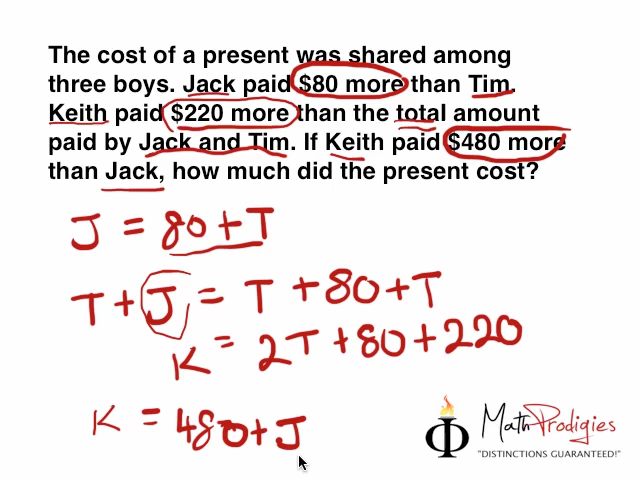 The cost of a present was shared among
three boys. Jack paid $80 more than Tim.
Keith paid $220 more than the total amount
paid by Jack and Tim. If Keith paid $480 more
than Jack, how much did the present cost?
J = 80 + T
T + J = T + 80 + T
K = 2T + 80 + 220
K = 480 + J
Math Prodigies
"DISTINCTIONS GUARANTEED!"